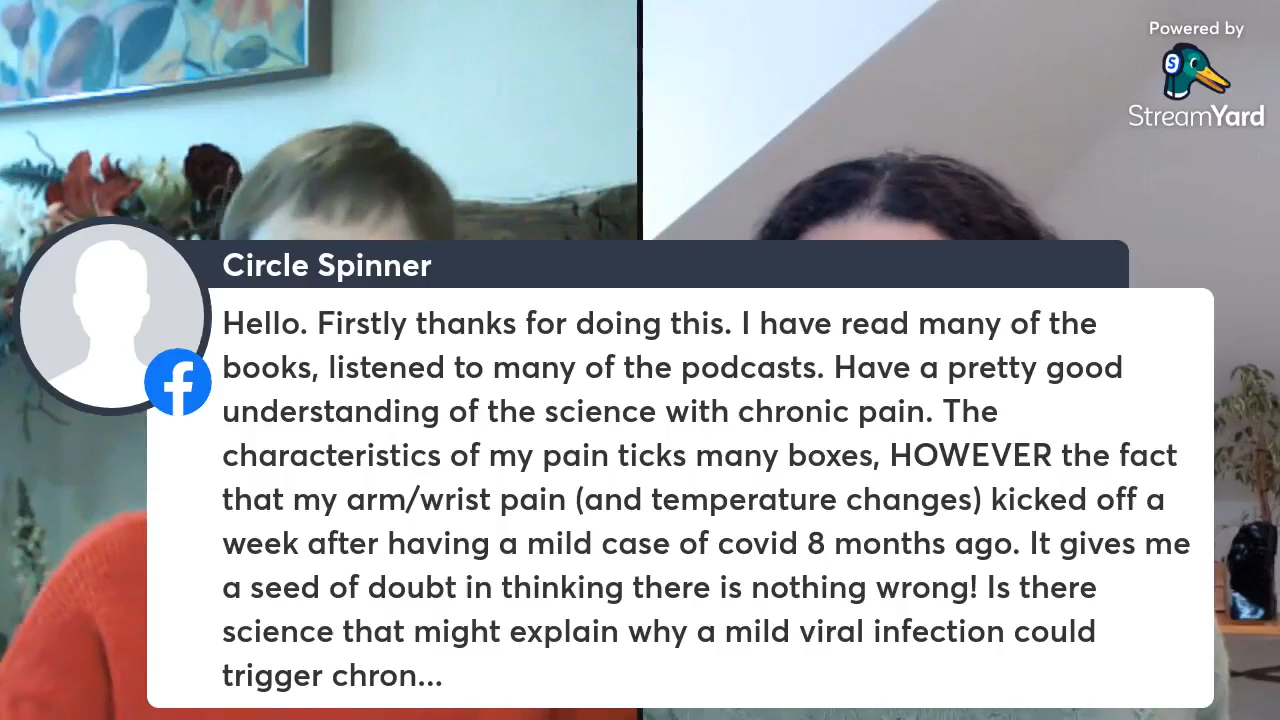 Powered by
S
StreamYard
Circle Spinner
Hello. Firstly thanks for doing this. I have read many of the
books, listened to many of the podcasts. Have a pretty good
understanding of the science with chronic pain. The
characteristics of my pain ticks many boxes, HOWEVER the fact
that my arm/wrist pain (and temperature changes) kicked off a
week after having a mild case of covid 8 months ago. It gives me
a seed of doubt in thinking there is nothing wrong! Is there
science that might explain why a mild viral infection could
trigger chron...